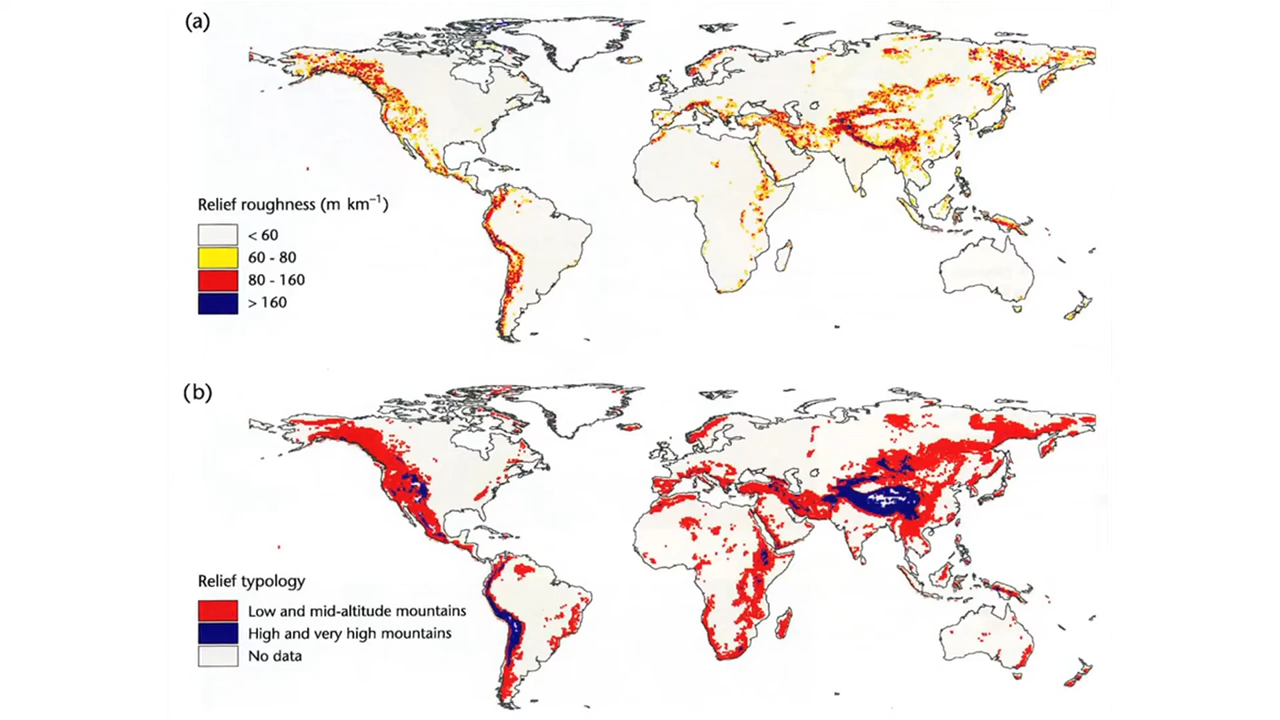 (a)
Relief roughness (m km⁻¹)
< 60
60 - 80
80 - 160
> 160
(b)
Relief typology
Low and mid-altitude mountains
High and very high mountains
No data